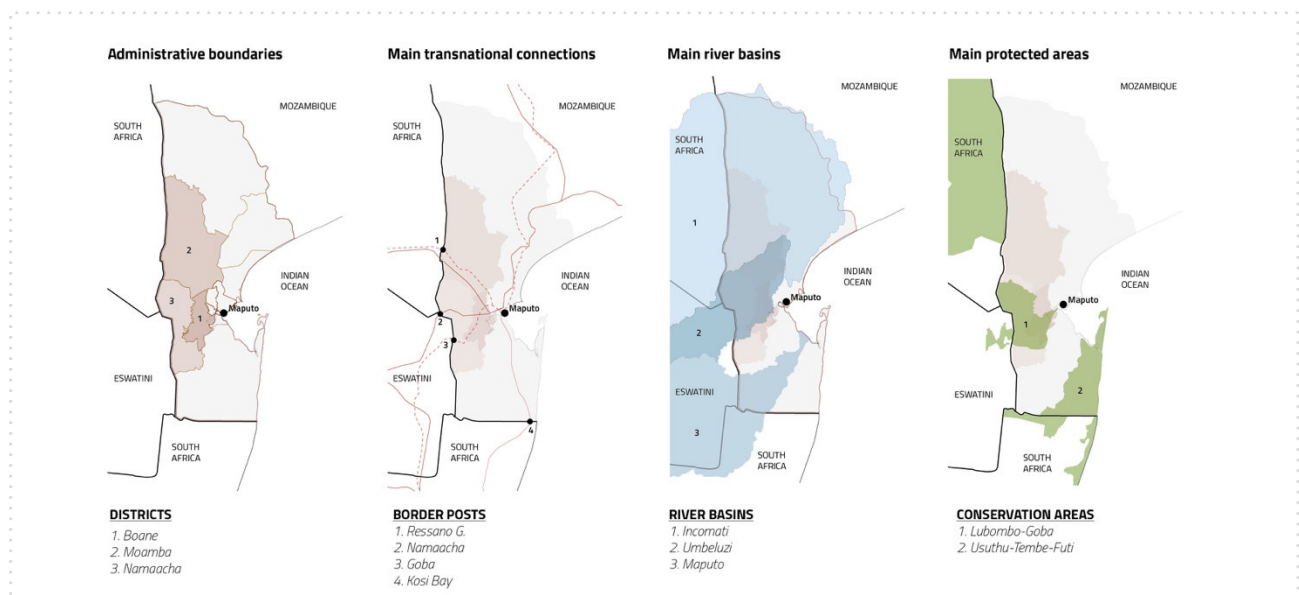 Administrative boundaries
MOZAMBIQUE
SOUTH
AFRICA
2
INDIAN
OCEAN
3
Maputo
1
ESWATINI
SOUTH
AFRICA
DISTRICTS
1. Boane
2. Moamba
3. Namaacha
Main transnational connections
MOZAMBIQUE
SOUTH
AFRICA
1
INDIAN
OCEAN
Maputo
2
3
ESWATINI
4
SOUTH
AFRICA
BORDER POSTS
1. Ressano G.
2. Namaacha
3. Goba
4. Kosi Bay
Main river basins
MOZAMBIQUE
SOUTH
AFRICA
1
INDIAN
OCEAN
Maputo
2
ESWATINI
3
SOUTH
AFRICA
RIVER BASINS
1. Incomati
2. Umbeluzi
3. Maputo
Main protected areas
MOZAMBIQUE
SOUTH
AFRICA
INDIAN
OCEAN
Maputo
1
ESWATINI
2
SOUTH
AFRICA
CONSERVATION AREAS
1. Lubombo-Goba
2. Usuthu-Tembe-Futi